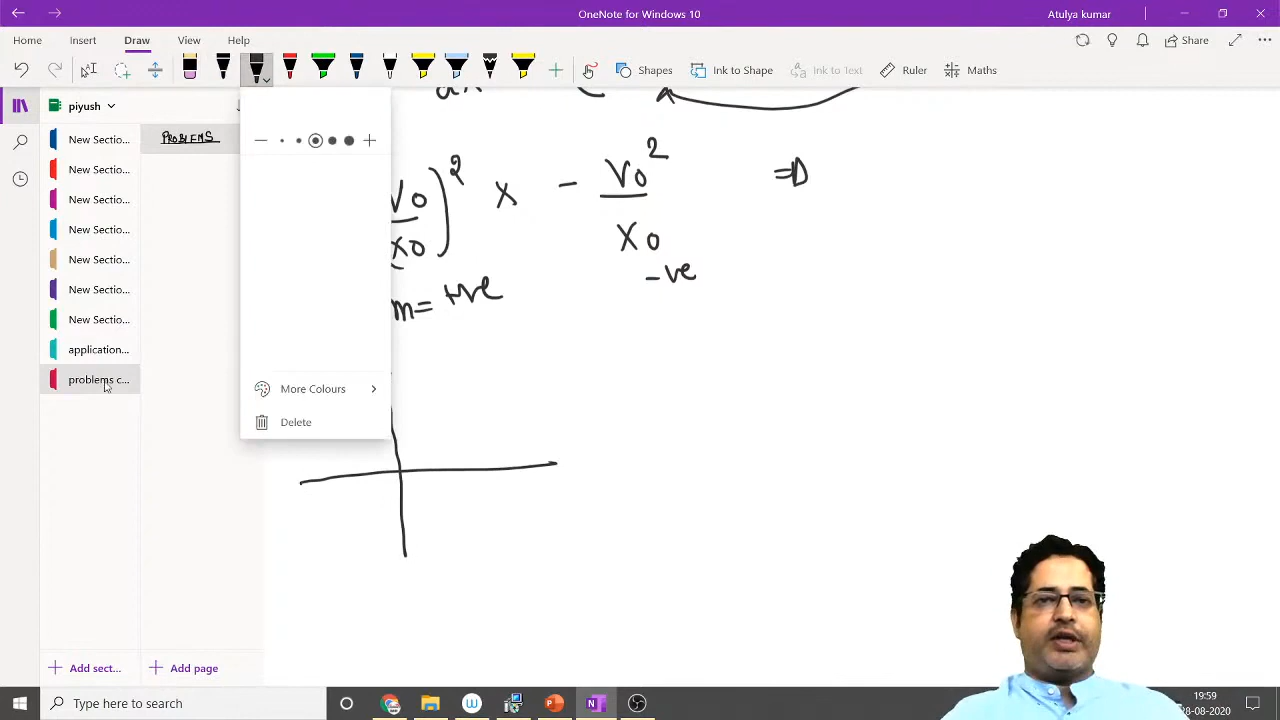 OneNote for Windows 10
Atulya kumar
Home Insert Draw View Help
Share
Shapes Ink to Shape Ink to Text Ruler Maths
piyush
New Sectio...
New Sectio...
New Sectio...
New Sectio...
New Sectio...
New Sectio...
New Sectio...
application...
problems c...
PROBLEMS
More Colours
Delete
Vo/xo)² x - Vo²/xo ⇒
m = +ve
-ve
Add sect...
Add page
Type here to search
19:59
8-08-2020